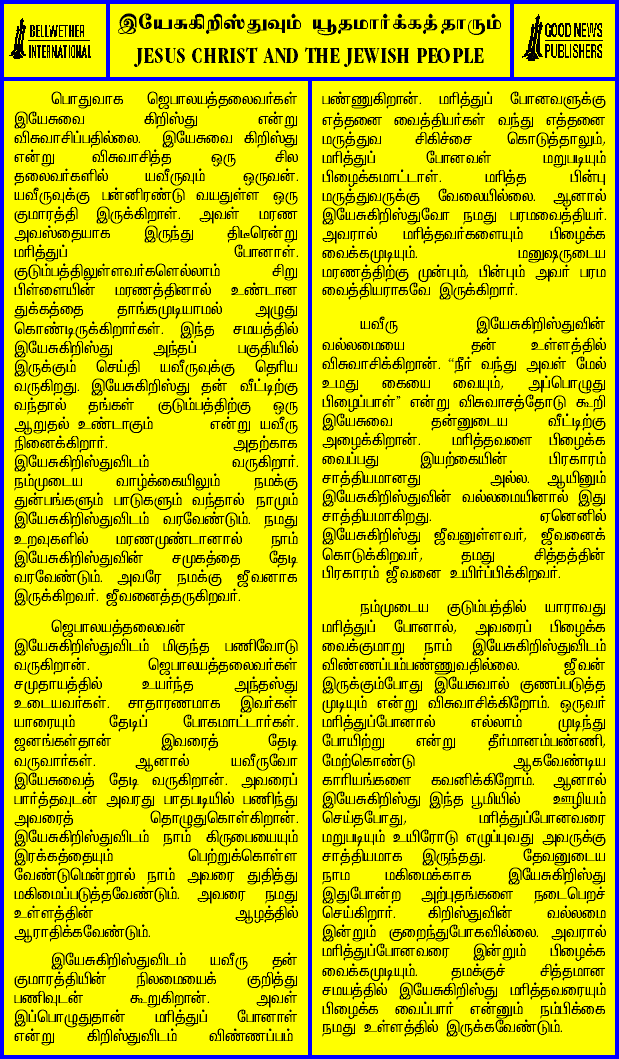 BELLWETHER
INTERNATIONAL
இயேசுகிறிஸ்துவும் யூதமார்க்கத்தாரும்
JESUS CHRIST AND THE JEWISH PEOPLE
GOOD NEWS
PUBLISHERS
பொதுவாக ஜெபாலயத்தலைவர்கள்
இயேசுவை கிறிஸ்து என்று
விசுவாசிப்பதில்லை. இயேசுவை கிறிஸ்து
என்று விசுவாசித்த ஒரு சில
தலைவர்களில் யவீருவும் ஒருவன்.
யவீருவுக்கு பன்னிரண்டு வயதுள்ள ஒரு
குமாரத்தி இருக்கிறாள். அவள் மரண
அவஸ்தையாக இருந்து திடீரென்று
மரித்துப் போனாள்.
குடும்பத்திலுள்ளவர்களெல்லாம் சிறு
பிள்ளையின் மரணத்தினால் உண்டான
துக்கத்தை தாங்கமுடியாமல் அழுது
கொண்டிருக்கிறார்கள். இந்த சமயத்தில்
இயேசுகிறிஸ்து அந்தப் பகுதியில்
இருக்கும் செய்தி யவீருவுக்கு தெரிய
வருகிறது. இயேசுகிறிஸ்து தன் வீட்டிற்கு
வந்தால் தங்கள் குடும்பத்திற்கு ஒரு
ஆறுதல் உண்டாகும் என்று யவீரு
நினைக்கிறார். அதற்காக
இயேசுகிறிஸ்துவிடம் வருகிறார்.
நம்முடைய வாழ்க்கையிலும் நமக்கு
துன்பங்களும் பாடுகளும் வந்தால் நாமும்
இயேசுகிறிஸ்துவிடம் வரவேண்டும். நமது
உறவுகளில் மரணமுண்டானால் நாம்
இயேசுகிறிஸ்துவின் சமுகத்தை தேடி
வரவேண்டும். அவரே நமக்கு ஜீவனாக
இருக்கிறவர். ஜீவனைத்தருகிறவர்.
ஜெபாலயத்தலைவன்
இயேசுகிறிஸ்துவிடம் மிகுந்த பணிவோடு
வருகிறான். ஜெபாலயத்தலைவர்கள்
சமுதாயத்தில் உயர்ந்த அந்தஸ்து
உடையவர்கள். சாதாரணமாக இவர்கள்
யாரையும் தேடிப் போகமாட்டார்கள்.
ஜனங்கள்தான் இவரைத் தேடி
வருவார்கள். ஆனால் யவீருவோ
இயேசுவைத் தேடி வருகிறான். அவரைப்
பார்த்தவுடன் அவரது பாதபடியில் பணிந்து
அவரைத் தொழுதுகொள்கிறான்.
இயேசுகிறிஸ்துவிடம் நாம் கிருபையையும்
இரக்கத்தையும் பெற்றுக்கொள்ள
வேண்டுமென்றால் நாம் அவரை துதித்து
மகிமைப்படுத்தவேண்டும். அவரை நமது
உள்ளத்தின் ஆழத்தில்
ஆராதிக்கவேண்டும்.
இயேசுகிறிஸ்துவிடம் யவீரு தன்
குமாரத்தியின் நிலமையைக் குறித்து
பணிவுடன் கூறுகிறான். அவள்
இப்பொழுதுதான் மரித்துப் போனாள்
என்று கிறிஸ்துவிடம் விண்ணப்பம்
பண்ணுகிறான். மரித்துப் போனவளுக்கு
எத்தனை வைத்தியர்கள் வந்து எத்தனை
மருத்துவ சிகிச்சை கொடுத்தாலும்,
மரித்துப் போனவள் மறுபடியும்
பிழைக்கமாட்டாள். மரித்த பின்பு
மருத்துவருக்கு வேலையில்லை. ஆனால்
இயேசுகிறிஸ்துவோ நமது பரமவைத்தியர்.
அவரால் மரித்தவர்களையும் பிழைக்க
வைக்கமுடியும். மனுஷருடைய
மரணத்திற்கு முன்பும், பின்பும் அவர் பரம
வைத்தியராகவே இருக்கிறார்.
யவீரு இயேசுகிறிஸ்துவின்
வல்லமையை தன் உள்ளத்தில்
விசுவாசிக்கிறான். “நீர் வந்து அவள் மேல்
உமது கையை வையும், அப்பொழுது
பிழைப்பாள்” என்று விசுவாசத்தோடு கூறி
இயேசுவை தன்னுடைய வீட்டிற்கு
அழைக்கிறான். மரித்தவளை பிழைக்க
வைப்பது இயற்கையின் பிரகாரம்
சாத்தியமானது அல்ல. ஆயினும்
இயேசுகிறிஸ்துவின் வல்லமையினால் இது
சாத்தியமாகிறது. ஏனெனில்
இயேசுகிறிஸ்து ஜீவனுள்ளவர், ஜீவனைக்
கொடுக்கிறவர், தமது சித்தத்தின்
பிரகாரம் ஜீவனை உயிர்ப்பிக்கிறவர்.
நம்முடைய குடும்பத்தில் யாராவது
மரித்துப் போனால், அவரைப் பிழைக்க
வைக்குமாறு நாம் இயேசுகிறிஸ்துவிடம்
விண்ணப்பம்பண்ணுவதில்லை. ஜீவன்
இருக்கும்போது இயேசுவால் குணப்படுத்த
முடியும் என்று விசுவாசிக்கிறோம். ஒருவர்
மரித்துப்போனால் எல்லாம் முடிந்து
போயிற்று என்று தீர்மானம்பண்ணி,
மேற்கொண்டு ஆகவேண்டிய
காரியங்களை கவனிக்கிறோம். ஆனால்
இயேசுகிறிஸ்து இந்த பூமியில் ஊழியம்
செய்தபோது, மரித்துப்போனவரை
மறுபடியும் உயிரோடு எழுப்புவது அவருக்கு
சாத்தியமாக இருந்தது. தேவனுடைய
நாம மகிமைக்காக இயேசுகிறிஸ்து
இதுபோன்ற அற்புதங்களை நடைபெறச்
செய்கிறார். கிறிஸ்துவின் வல்லமை
இன்றும் குறைந்துபோகவில்லை. அவரால்
மரித்துப்போனவரை இன்றும் பிழைக்க
வைக்கமுடியும். தமக்குச் சித்தமான
சமயத்தில் இயேசுகிறிஸ்து மரித்தவரையும்
பிழைக்க வைப்பார் என்னும் நம்பிக்கை
நமது உள்ளத்தில் இருக்கவேண்டும்.